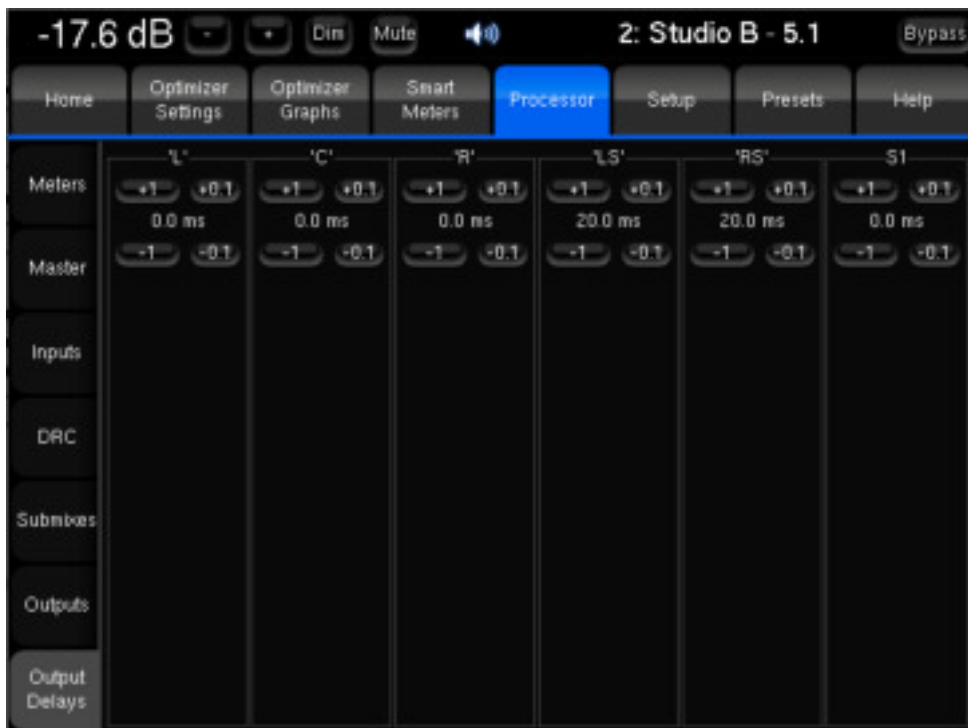 -17.6 dB - + Dim Mute 2: Studio B - 5.1 Bypass
Home Optimizer Settings Optimizer Graphs Smart Meters Processor Setup Presets Help
Meters
Master
Inputs
DRC
Submixes
Outputs
Output Delays
'L' 'C' 'R' 'LS' 'RS' S1
+1 +0.1 +1 +0.1 +1 +0.1 +1 +0.1 +1 +0.1 +1 +0.1
0.0 ms 0.0 ms 0.0 ms 20.0 ms 20.0 ms 0.0 ms
-1 -0.1 -1 -0.1 -1 -0.1 -1 -0.1 -1 -0.1 -1 -0.1